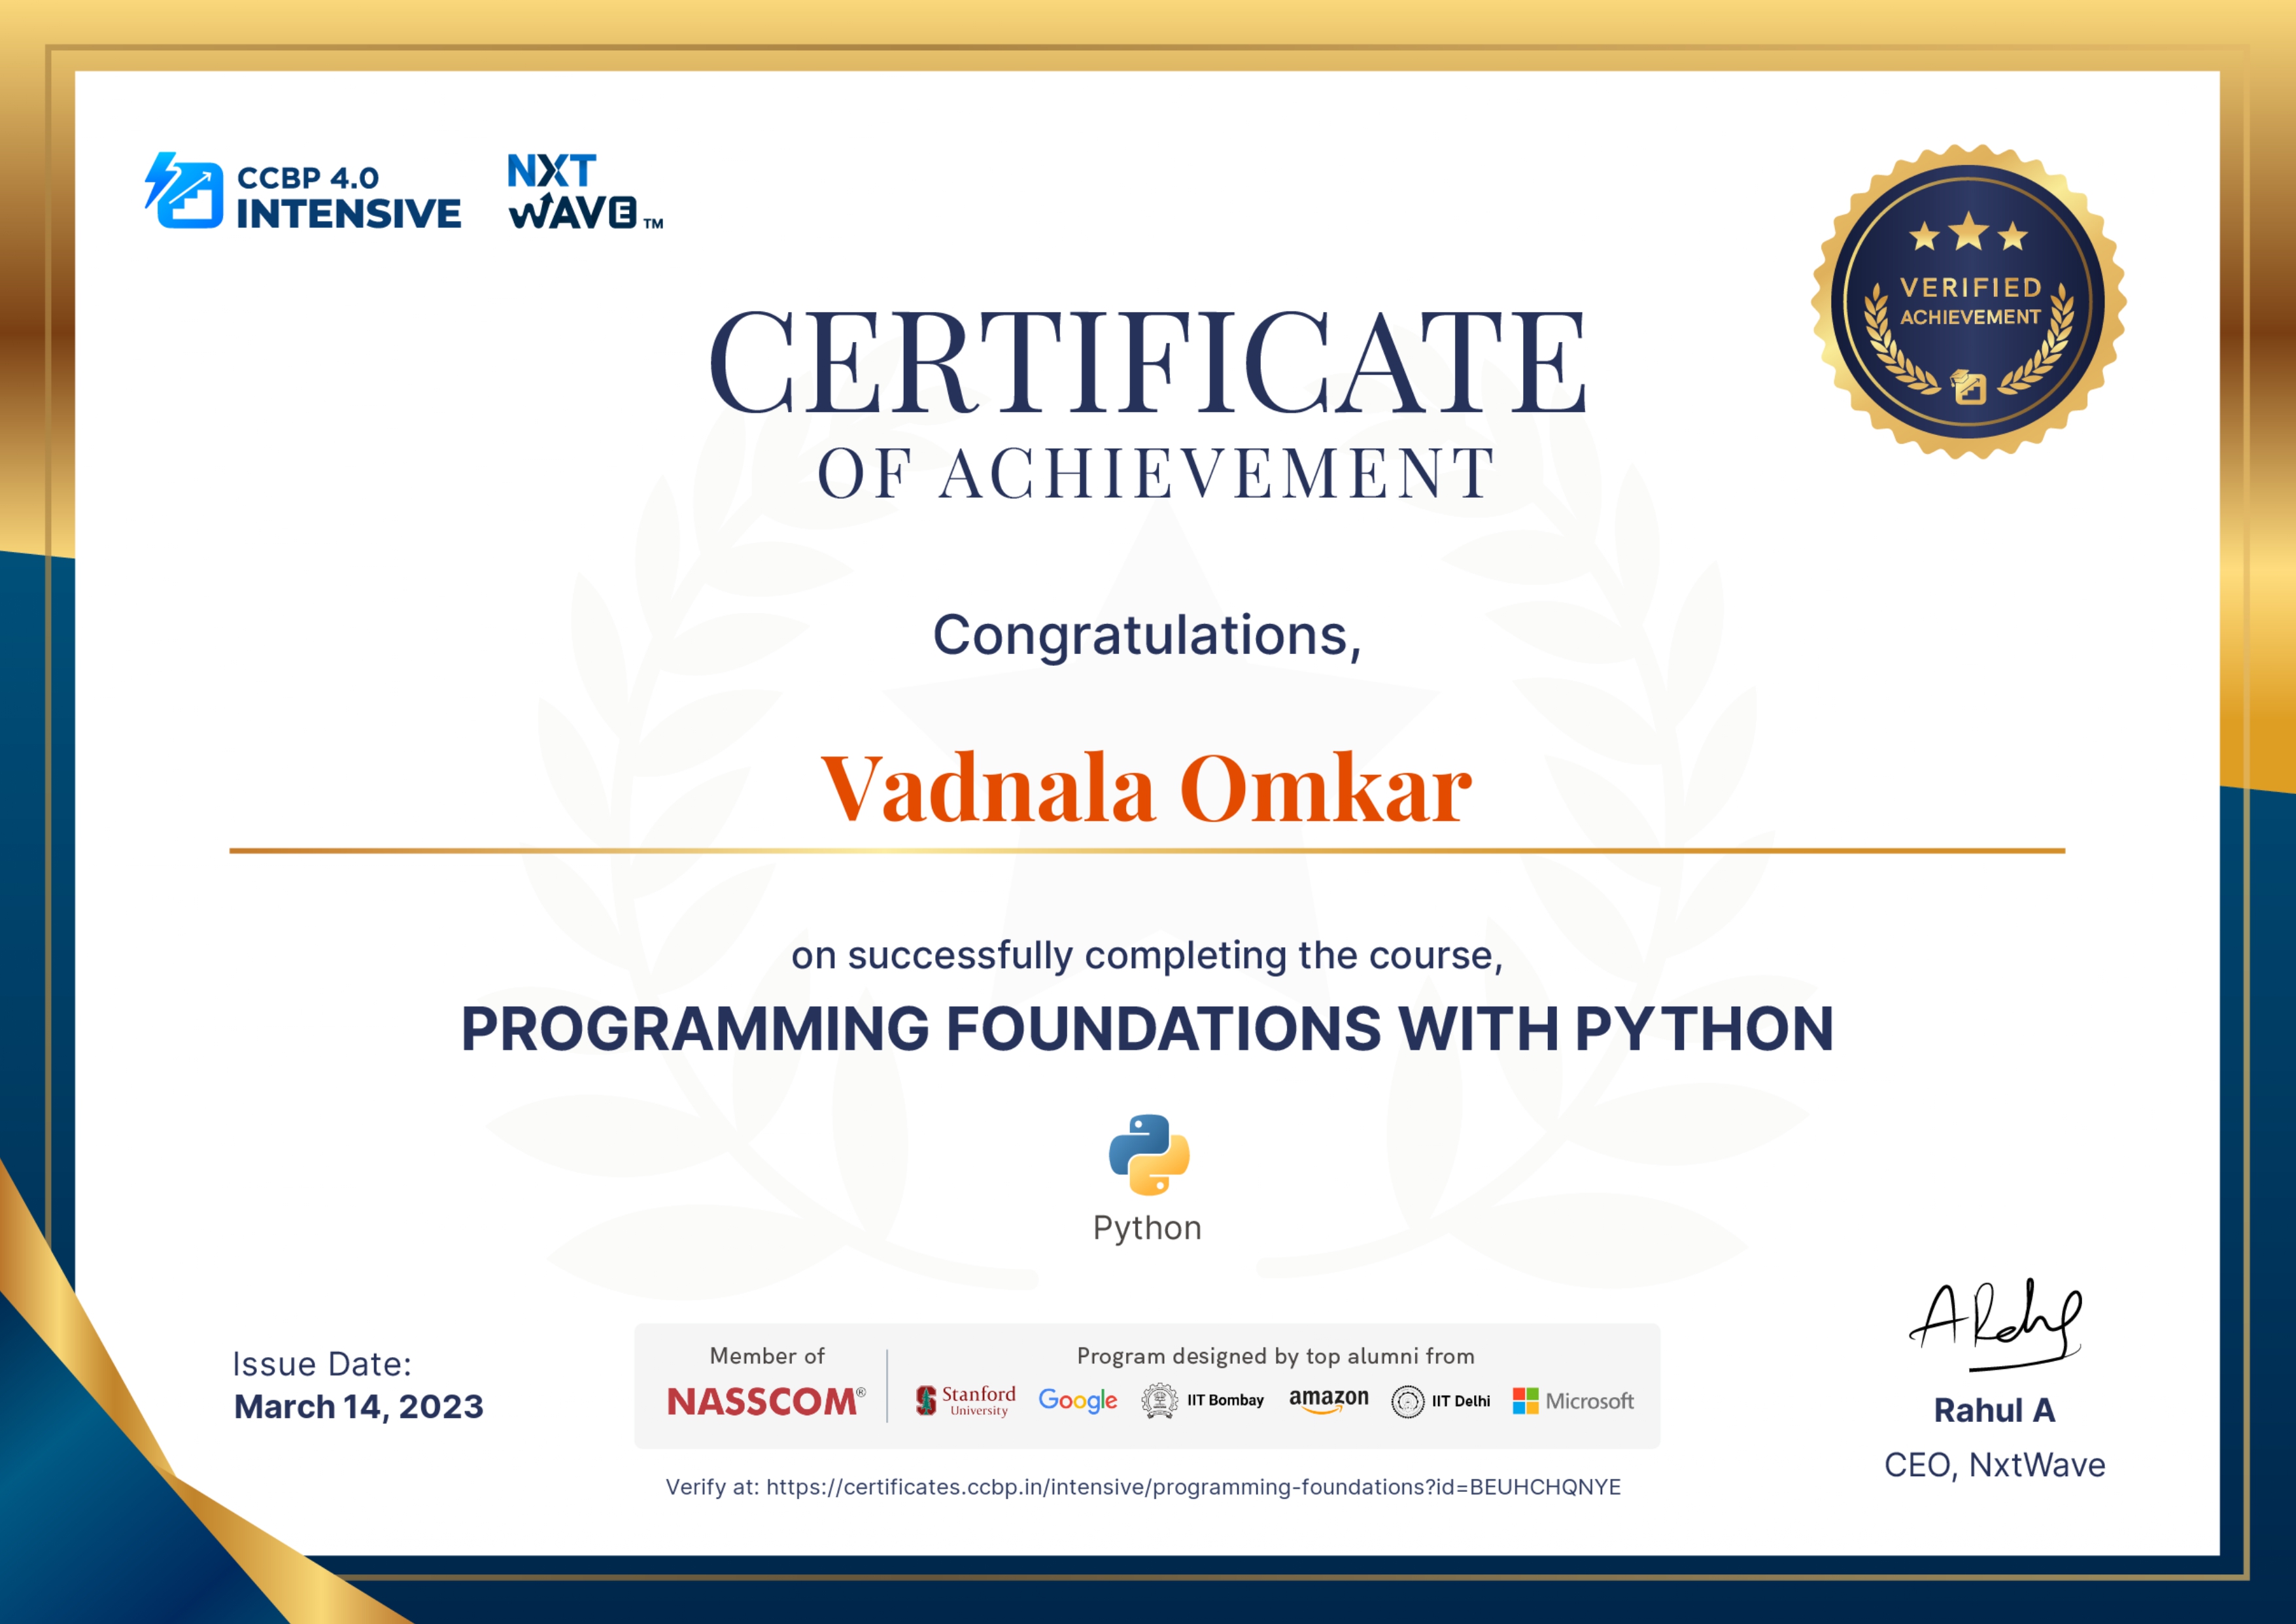 CCBP 4.0
INTENSIVE
NXT
WAVE ™
VERIFIED
ACHIEVEMENT
CERTIFICATE
OF ACHIEVEMENT
Congratulations,
Vadnala Omkar
on successfully completing the course,
PROGRAMMING FOUNDATIONS WITH PYTHON
Python
Issue Date:
March 14, 2023
Member of
NASSCOM®
Program designed by top alumni from
Stanford
University
Google
IIT Bombay
amazon
IIT Delhi
Microsoft
Verify at: https://certificates.ccbp.in/intensive/programming-foundations?id=BEUHCHQNYE
Rahul A
CEO, NxtWave